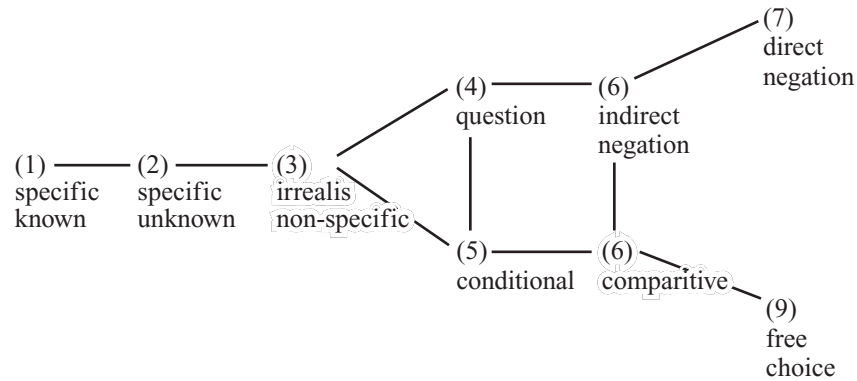 (7)
direct
negation
(4)
question
(6)
indirect
negation
(1)
specific
known
(2)
specific
unknown
(3)
irrealis
non-specific
(5)
conditional
(6)
comparitive
(9)
free
choice